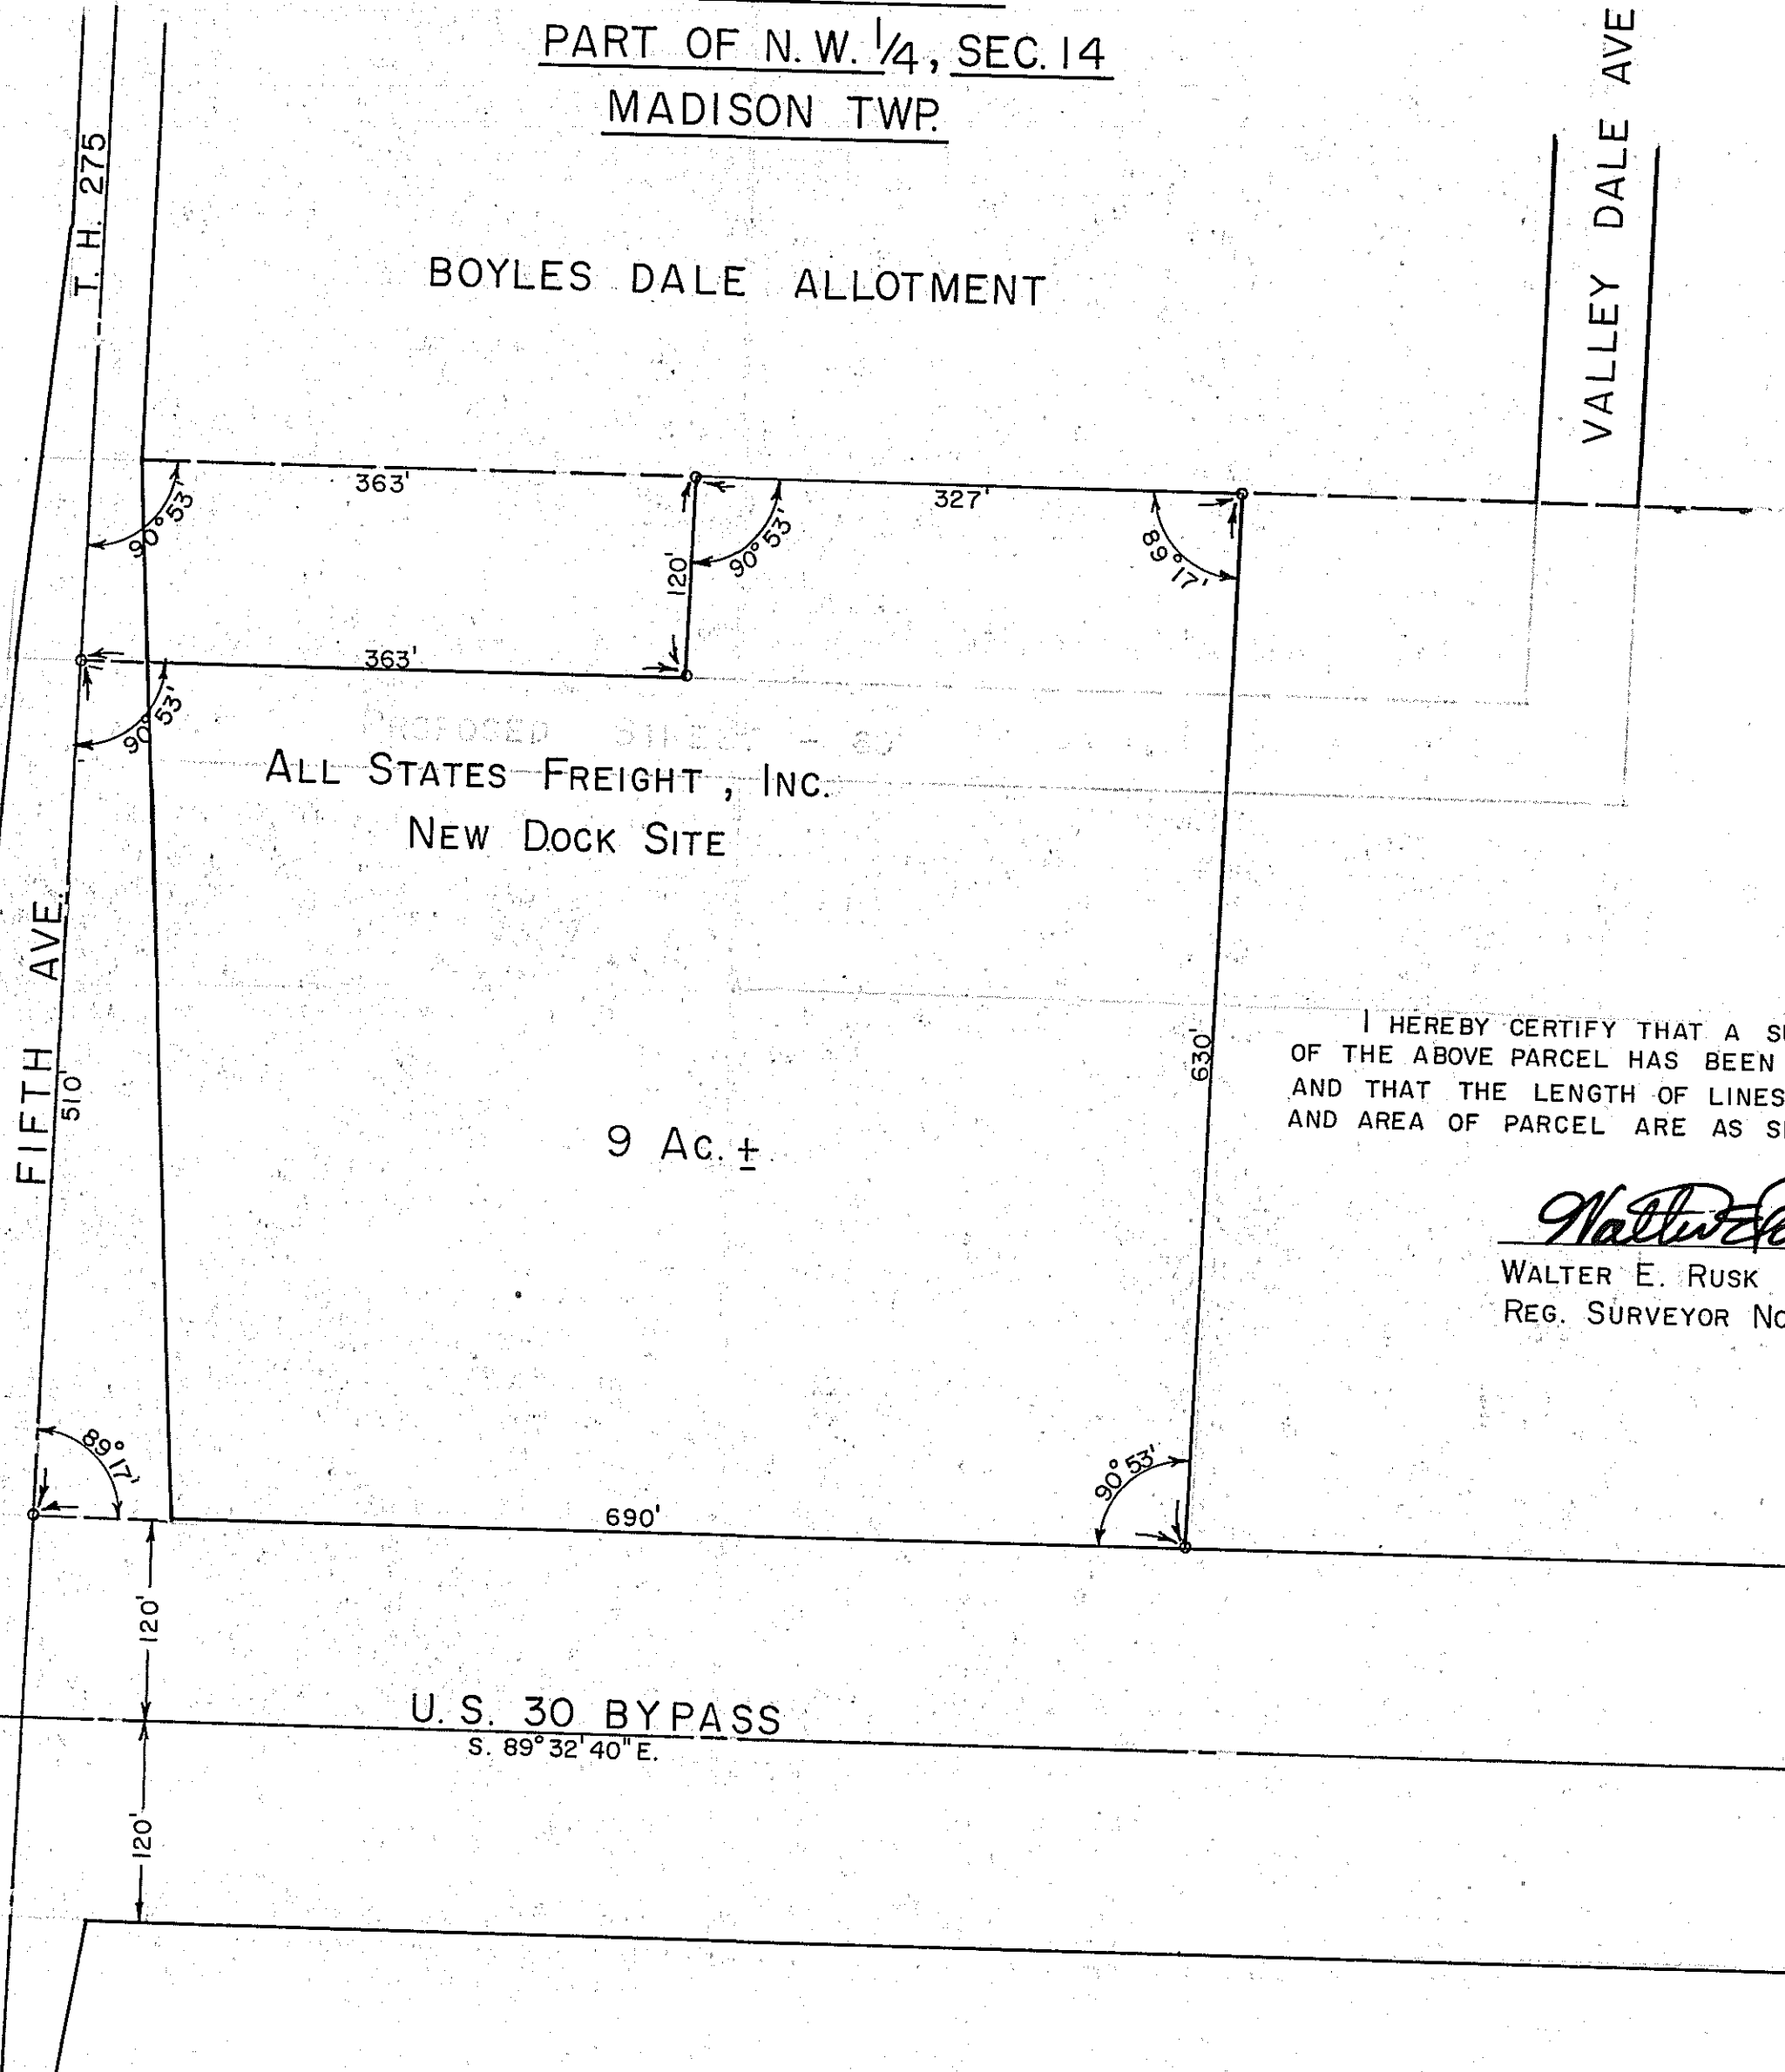 PART OF N. W. 1/4, SEC. 14
MADISON TWP.
T. H. 275
VALLEY DALE AVE
BOYLES DALE ALLOTMENT
363'
327'
90° 53'
120'
90° 53'
89° 17'
363'
90° 53'
PROPOSED STREET - 60
ALL STATES FREIGHT, INC.
NEW DOCK SITE
FIFTH AVE.
510'
630'
I HEREBY CERTIFY THAT A
OF THE ABOVE PARCEL HAS BEEN
AND THAT THE LENGTH OF LINES
AND AREA OF PARCEL ARE AS
9 AC. ±
WALTER E. RUSK
REG. SURVEYOR NO
89° 17'
90° 53'
690'
120'
U. S. 30 BYPASS
S. 89° 32' 40" E.
120'